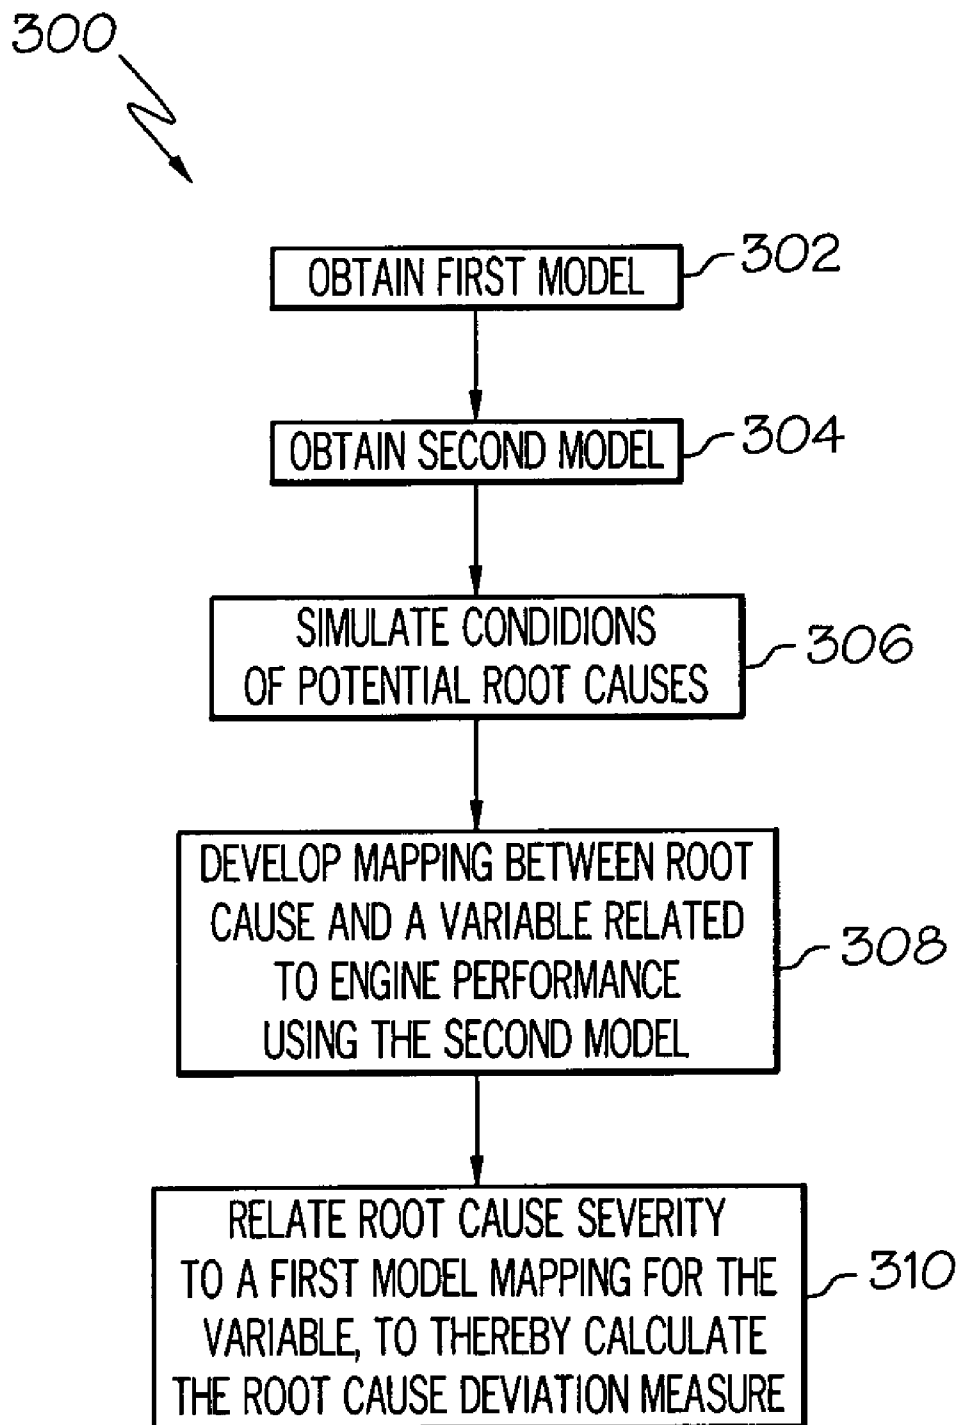 300
OBTAIN FIRST MODEL
302
OBTAIN SECOND MODEL
304
SIMULATE CONDIDIONS
OF POTENTIAL ROOT CAUSES
306
DEVELOP MAPPING BETWEEN ROOT
CAUSE AND A VARIABLE RELATED
TO ENGINE PERFORMANCE
USING THE SECOND MODEL
308
RELATE ROOT CAUSE SEVERITY
TO A FIRST MODEL MAPPING FOR THE
VARIABLE, TO THEREBY CALCULATE
THE ROOT CAUSE DEVIATION MEASURE
310